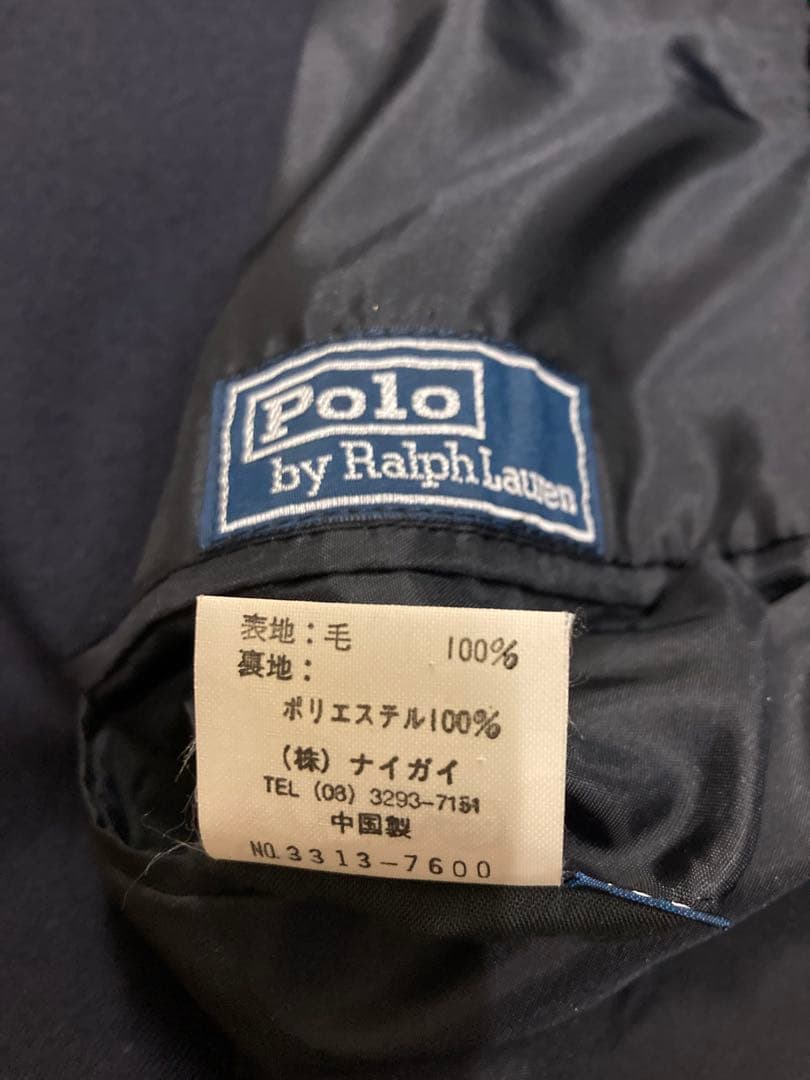 Polo
by Ralph Lauren
表地：毛 100%
裏地：
ポリエステル100%
(株) ナイガイ
TEL (03) 3293-7151
中国製
NO.3313-7600